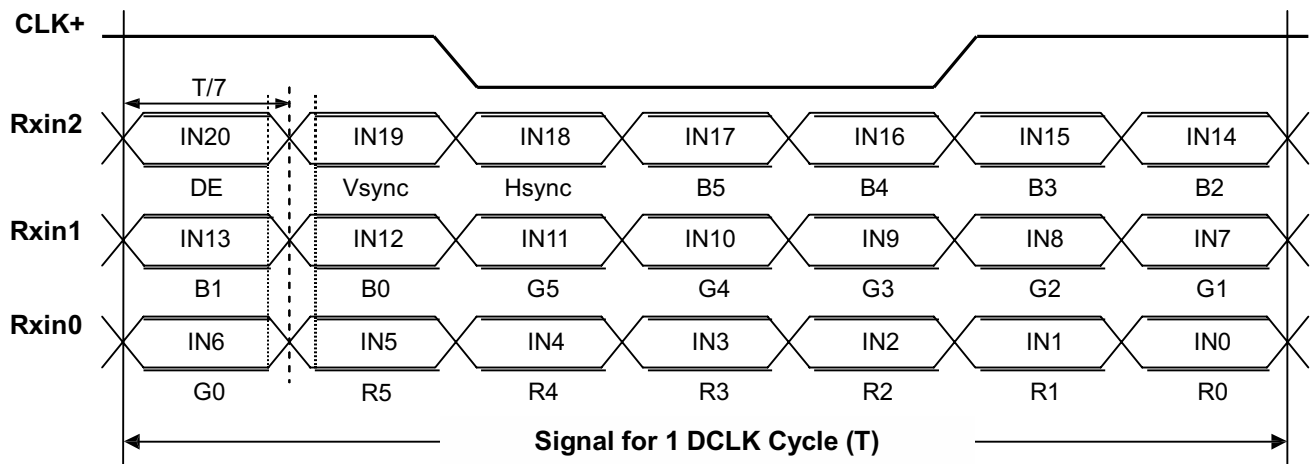 CLK+
T/7
Rxin2 IN20 IN19 IN18 IN17 IN16 IN15 IN14
DE Vsync Hsync B5 B4 B3 B2
Rxin1 IN13 IN12 IN11 IN10 IN9 IN8 IN7
B1 B0 G5 G4 G3 G2 G1
Rxin0 IN6 IN5 IN4 IN3 IN2 IN1 IN0
G0 R5 R4 R3 R2 R1 R0
Signal for 1 DCLK Cycle (T)